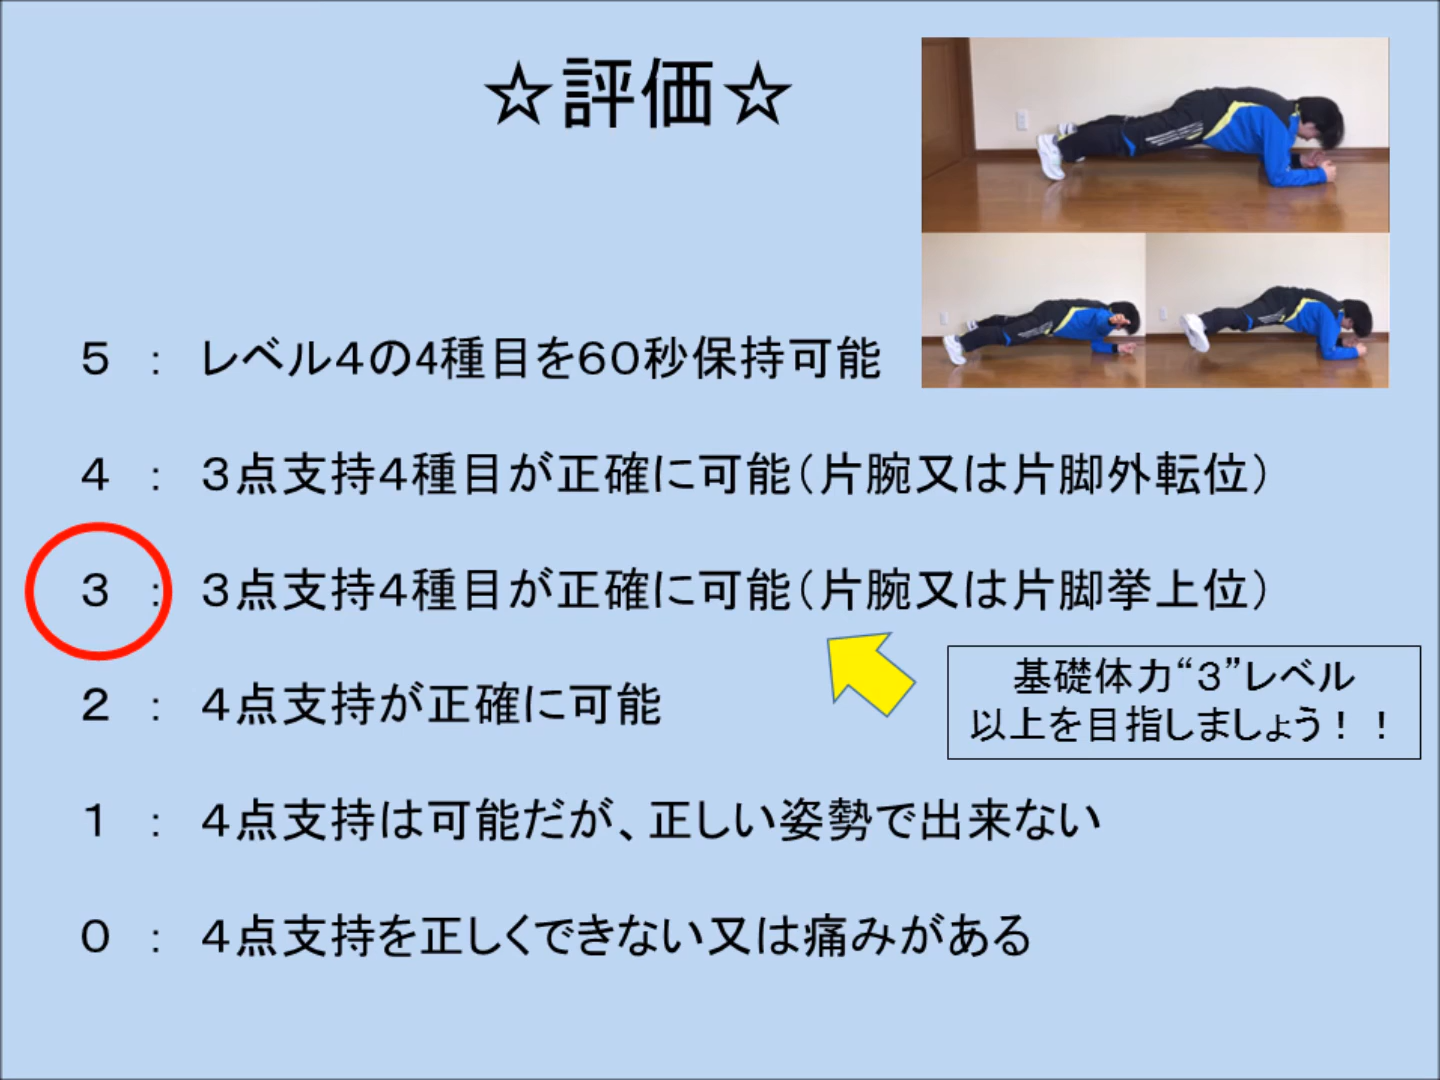 ☆評価☆
5 : レベル4の4種目を60秒保持可能
4 : 3点支持4種目が正確に可能（片腕又は片脚外転位）
3 : 3点支持4種目が正確に可能（片腕又は片脚挙上位）
2 : 4点支持が正確に可能
1 : 4点支持は可能だが、正しい姿勢で出来ない
0 : 4点支持を正しくできない又は痛みがある
基礎体力“3”レベル
以上を目指しましょう！！